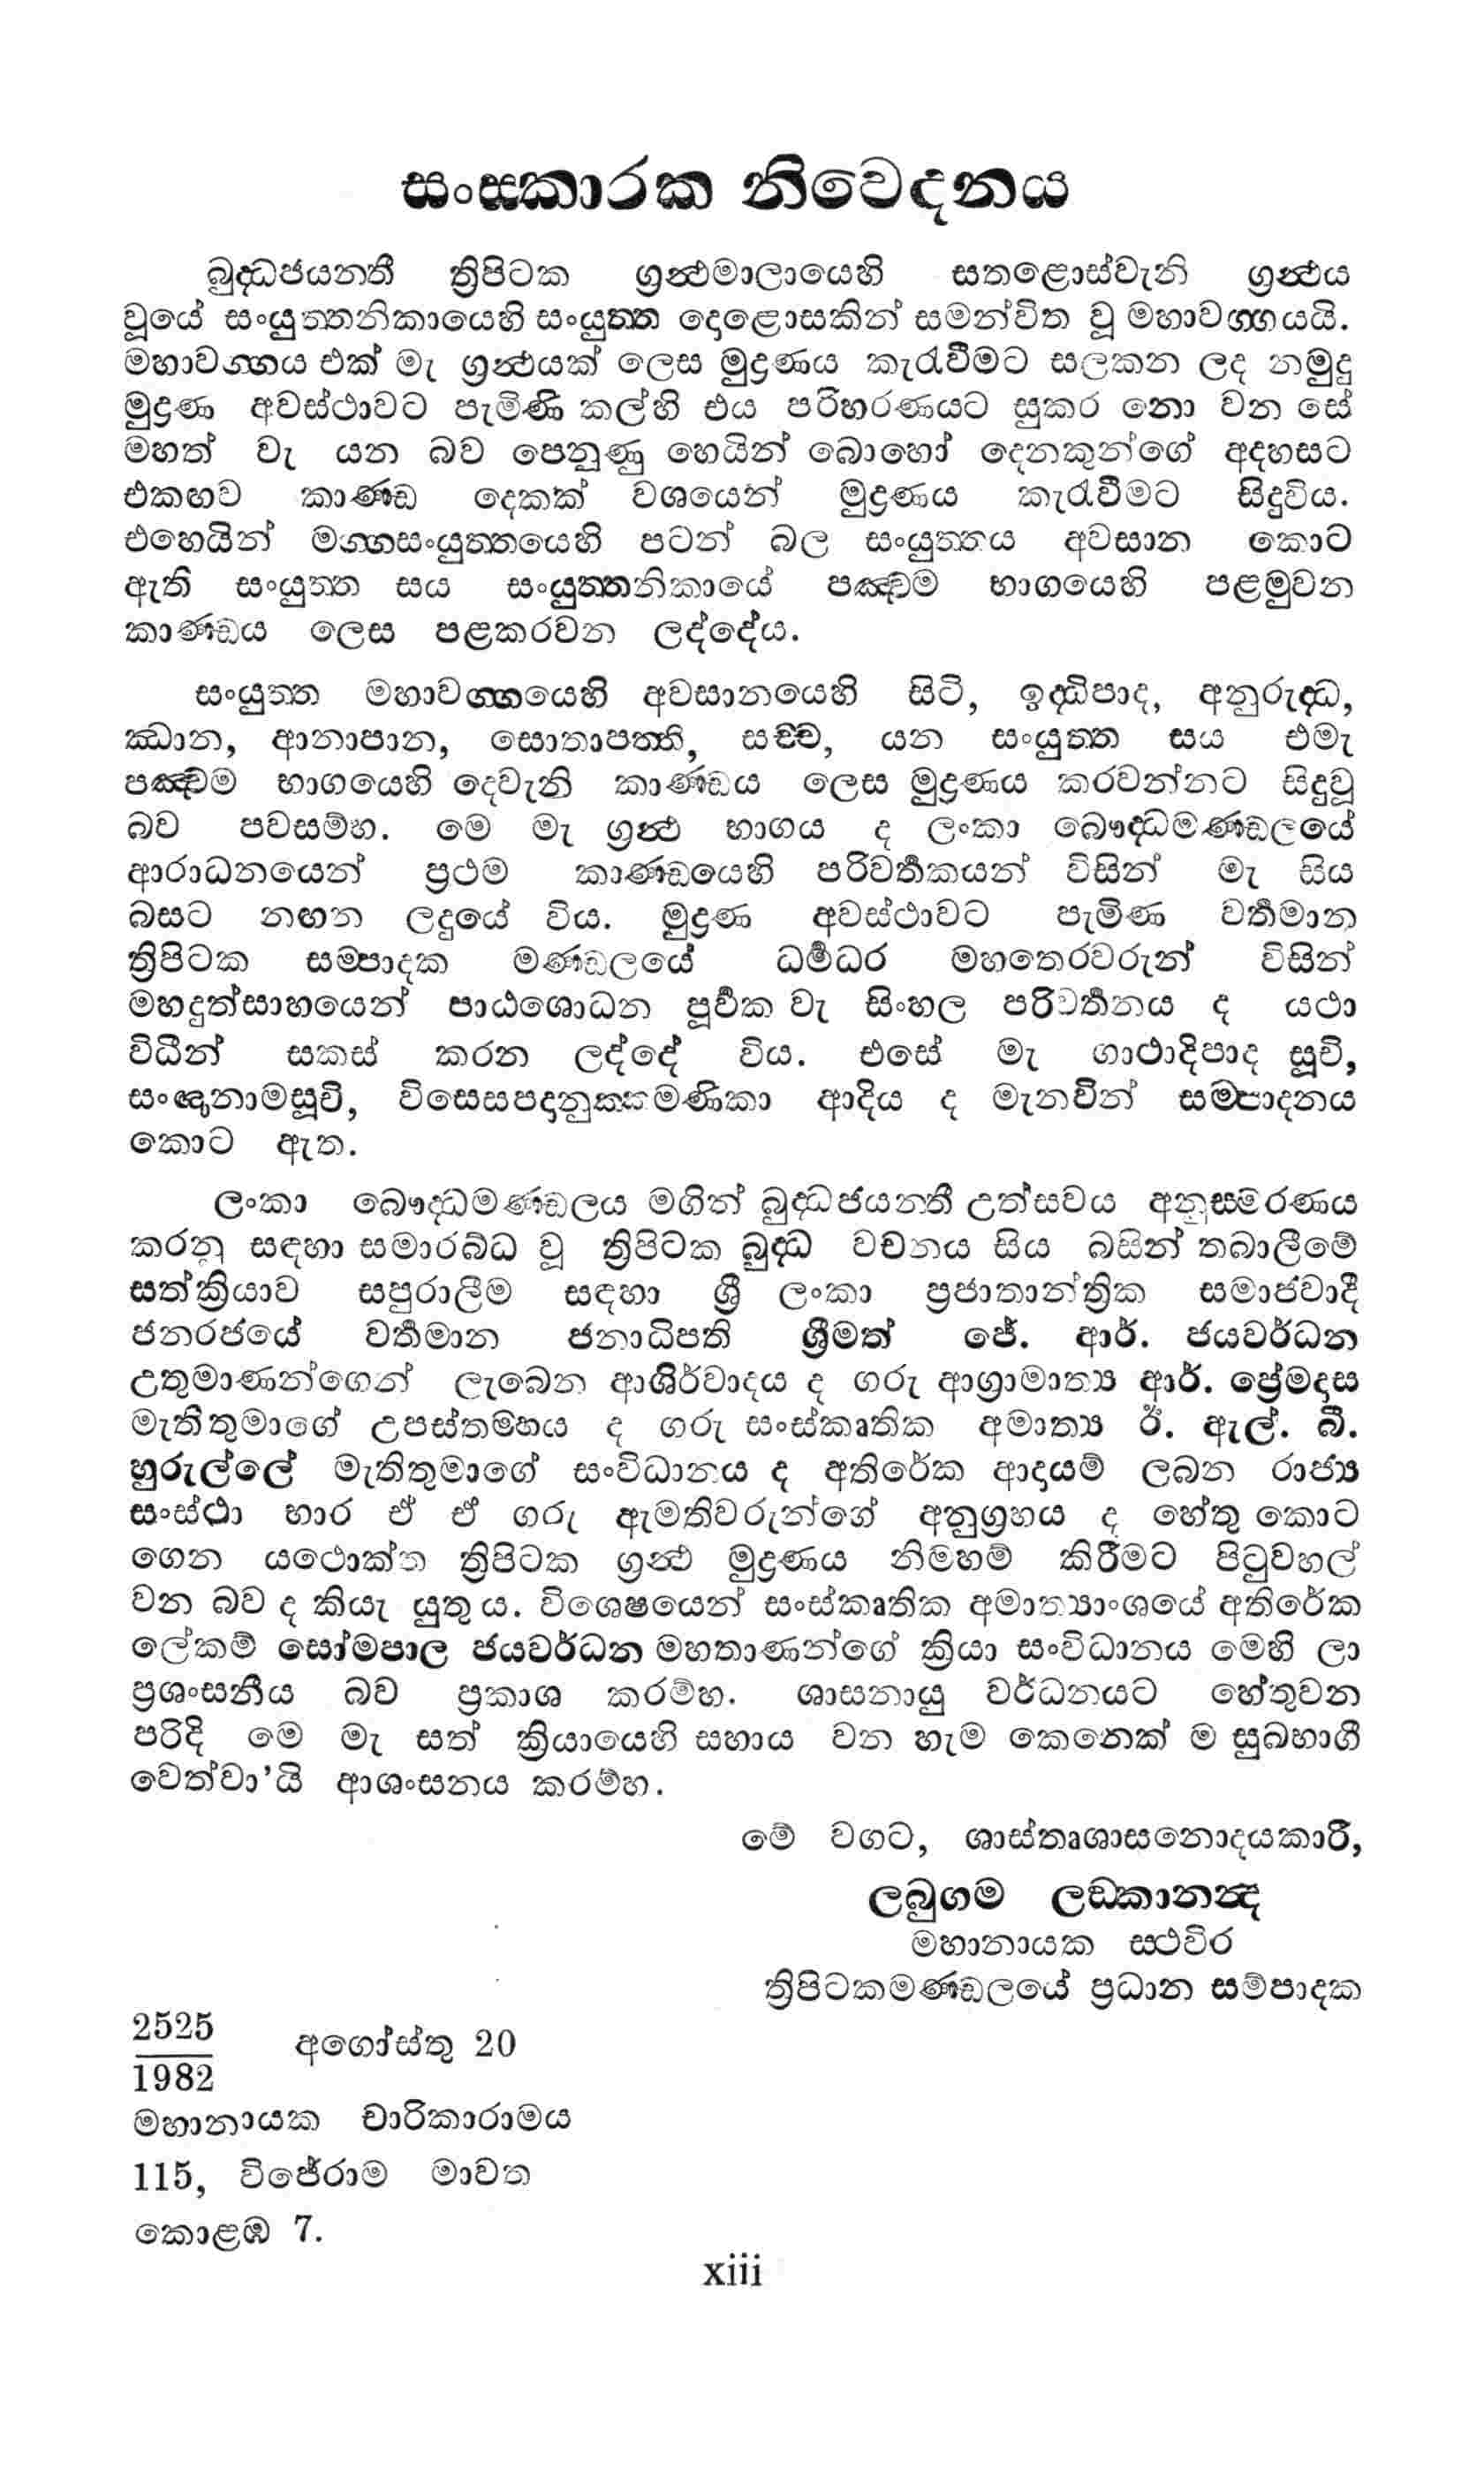 සංස්කාරක නිවේදනය
බුද්ධජයන්තී ත්‍රිපිටක ග්‍රන්ථමාලායෙහි සතළොස්වැනි ග්‍රන්ථය
වූයේ සංයුත්තනිකායෙහි සංයුත්ත දොළොසකින් සමන්විත වූ මහාවග්ගයයි.
මහාවග්ගය එක් මැ ග්‍රන්ථයක් ලෙස මුද්‍රණය කැරැවීමට සලකන ලද නමුදු
මුද්‍රණ අවස්ථාවට පැමිණි කල්හි එය පරිහරණයට සුකර නො වන සේ
මහත් වැ යන බව පෙනුණු හෙයින් බොහෝ දෙනකුන්ගේ අදහසට
එකඟව කාණ්ඩ දෙකක් වශයෙන් මුද්‍රණය කැරැවීමට සිදුවිය.
එහෙයින් මග්ගසංයුත්තයෙහි පටන් බල සංයුත්තය අවසාන කොට
ඇති සංයුත්ත සය සංයුත්තනිකායේ පඤ්චම භාගයෙහි පළමුවන
කාණ්ඩය ලෙස පළකරවන ලද්දේය.
සංයුත්ත මහාවග්ගයෙහි අවසානයෙහි සිටි, ඉද්ධිපාද, අනුරුද්ධ,
ඣාන, ආනාපාන, සොතාපත්ති, සච්ච, යන සංයුත්ත සය එමැ
පඤ්චම භාගයෙහි දෙවැනි කාණ්ඩය ලෙස මුද්‍රණය කරවන්නට සිදුවූ
බව පවසම්හ. මෙ මැ ග්‍රන්ථ භාගය ද ලංකා බෞද්ධමණ්ඩලයේ
ආරාධනයෙන් ප්‍රථම කාණ්ඩයෙහි පරිවර්තකයන් විසින් මැ සිය
බසට නඟන ලදුයේ විය. මුද්‍රණ අවස්ථාවට පැමිණ වර්තමාන
ත්‍රිපිටක සම්පාදක මණ්ඩලයේ ධර්මධර මහතෙරවරුන් විසින්
මහදුත්සාහයෙන් පාඨශොධන පූර්වක වැ සිංහල පරිවර්තනය ද යථා
විධීන් සකස් කරන ලද්දේ විය. එසේ මැ ගාථාදිපාද සූචි,
සංඥානාමසූචි, විසෙසපදානුක්කමණිකා ආදිය ද මැනවින් සම්පාදනය
කොට ඇත.
ලංකා බෞද්ධමණ්ඩලය මගින් බුද්ධජයන්තී උත්සවය අනුස්මරණය
කරනු සඳහා සමාරබ්ධ වූ ත්‍රිපිටක බුද්ධ වචනය සිය බසින් තබාලීමේ
සත්ක්‍රියාව සපුරාලීම සඳහා ශ්‍රී ලංකා ප්‍රජාතාන්ත්‍රික සමාජවාදී
ජනරජයේ වර්තමාන ජනාධිපති ශ්‍රීමත් ජේ. ආර්. ජයවර්ධන
උතුමාණන්ගෙන් ලැබෙන ආශිර්වාදය ද ගරු ආග්‍රාමාත්‍ය ආර්. ප්‍රේමදාස
මැතිතුමාගේ උපස්තම්භය ද ගරු සංස්කෘතික අමාත්‍ය ඊ. ඇල්. බී.
හුරුල්ලේ මැතිතුමාගේ සංවිධානය ද අතිරේක ආදායම් ලබන රාජ්‍ය
සංස්ථා භාර ඒ ඒ ගරු ඇමතිවරුන්ගේ අනුග්‍රහය ද හේතු කොට
ගෙන යථොක්ත ත්‍රිපිටක ග්‍රන්ථ මුද්‍රණය නිමහම් කිරීමට පිටුවහල්
වන බව ද කියැ යුතු ය. විශෙෂයෙන් සංස්කෘතික අමාත්‍යාංශයේ අතිරේක
ලේකම් සෝමපාල ජයවර්ධන මහතාණන්ගේ ක්‍රියා සංවිධානය මෙහි ලා
ප්‍රශංසනීය බව ප්‍රකාශ කරම්හ. ශාසනායු වර්ධනයට හේතුවන
පරිදි මෙ මැ සත් ක්‍රියායෙහි සහාය වන හැම කෙනෙක් ම සුඛභාගී
වෙත්වා'යි ආශංසනය කරම්හ.
මේ වගට, ශාස්තෘශාසනොදයකාරී,
ලබුගම ලඞ්කානන්ද
මහානායක ස්ථවිර
ත්‍රිපිටකමණ්ඩලයේ ප්‍රධාන සම්පාදක
2525
අගෝස්තු 20
1982
මහානායක චාරිකාරාමය
115, විජේරාම මාවත
කොළඹ 7.
xiii